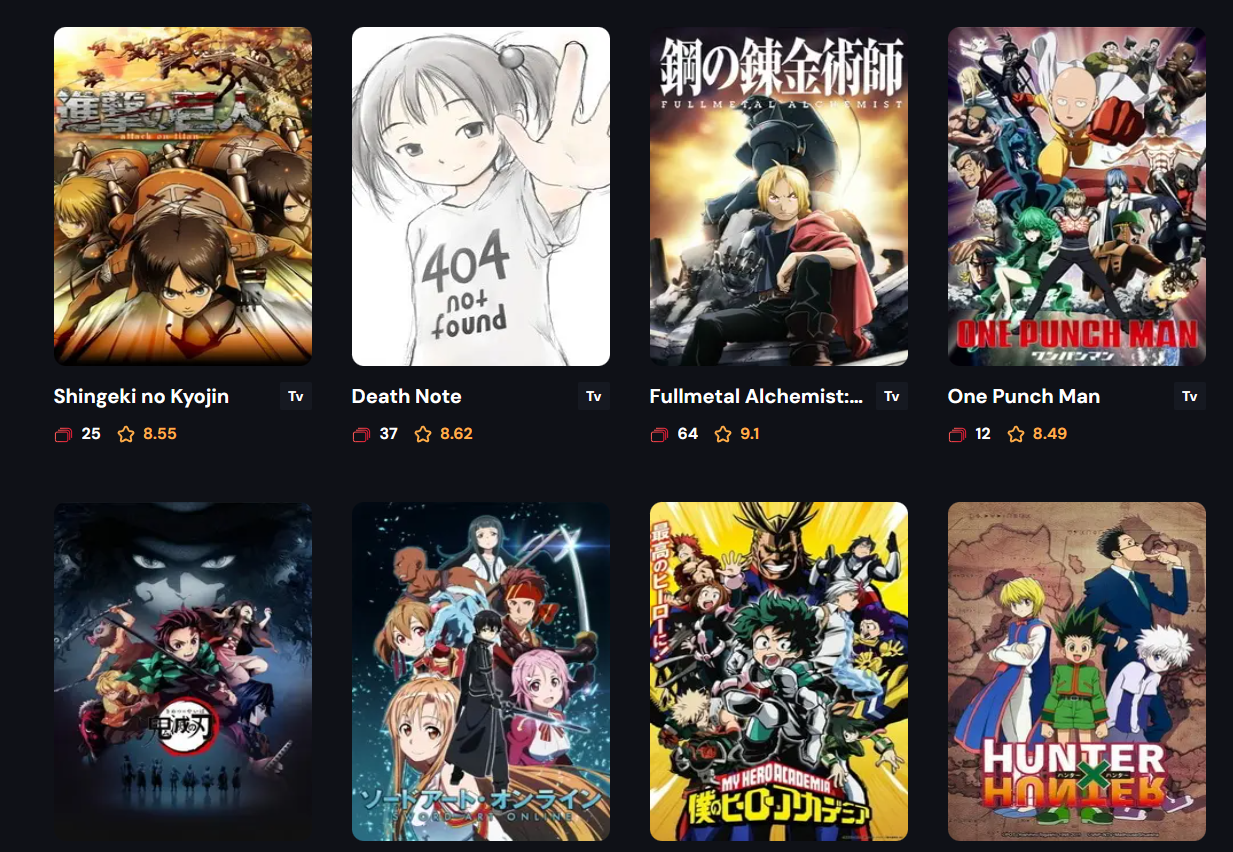 進撃の巨人
attack on titan
404
not
found
鋼の錬金術師
FULLMETAL ALCHEMIST
ONE PUNCH MAN
ワンパンマン
Shingeki no Kyojin
Tv
Death Note
Tv
Fullmetal Alchemist:...
Tv
One Punch Man
Tv
25
8.55
37
8.62
64
9.1
12
8.49
鬼滅の刃
ソードアート・オンライン
SWORD ART ONLINE
最高のヒーローに
MY HERO ACADEMIA
僕のヒーローアカデミア
HUNTER
ハンター×ハンター
HUNTER